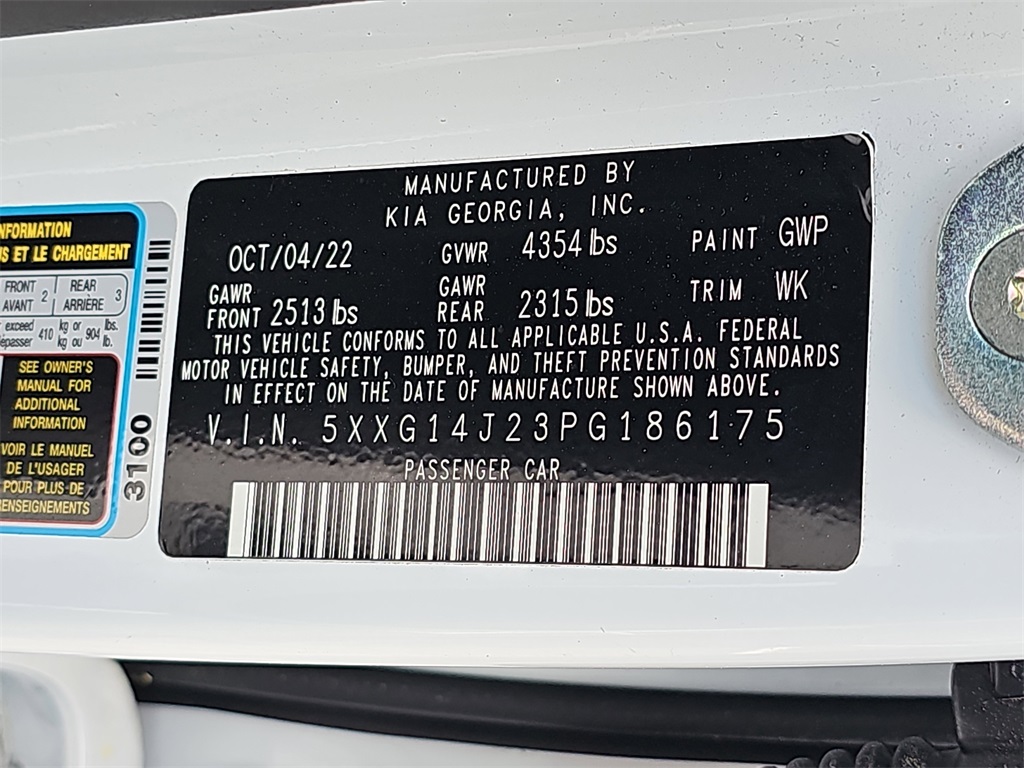 INFORMATION
US ET LE CHARGEMENT
FRONT 2 REAR 3
AVANT ARRIÈRE
exceed 410 kg or 904 lbs.
kg ou lb.
SEE OWNER'S
MANUAL FOR
ADDITIONAL
INFORMATION
VOIR LE MANUEL
DE L'USAGER
POUR PLUS DE
RENSEIGNEMENTS
3100
MANUFACTURED BY
KIA GEORGIA, INC.
OCT/04/22 GVWR 4354 lbs PAINT GWP
GAWR FRONT 2513 lbs GAWR REAR 2315 lbs TRIM WK
THIS VEHICLE CONFORMS TO ALL APPLICABLE U.S.A. FEDERAL
MOTOR VEHICLE SAFETY, BUMPER, AND THEFT PREVENTION STANDARDS
IN EFFECT ON THE DATE OF MANUFACTURE SHOWN ABOVE.
V.I.N. 5XXG14J23PG186175
PASSENGER CAR